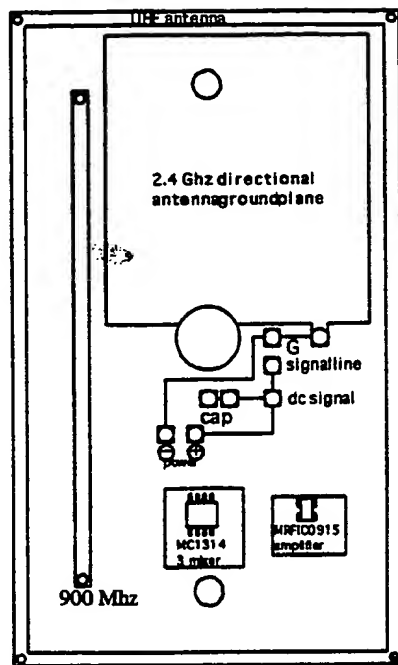 UHF antenna
2.4 Ghz directional
antennagroundplane
G
signalline
dc signal
cap
power
MC1314
3 mixer
MRFIC0915
amplifier
900 Mhz